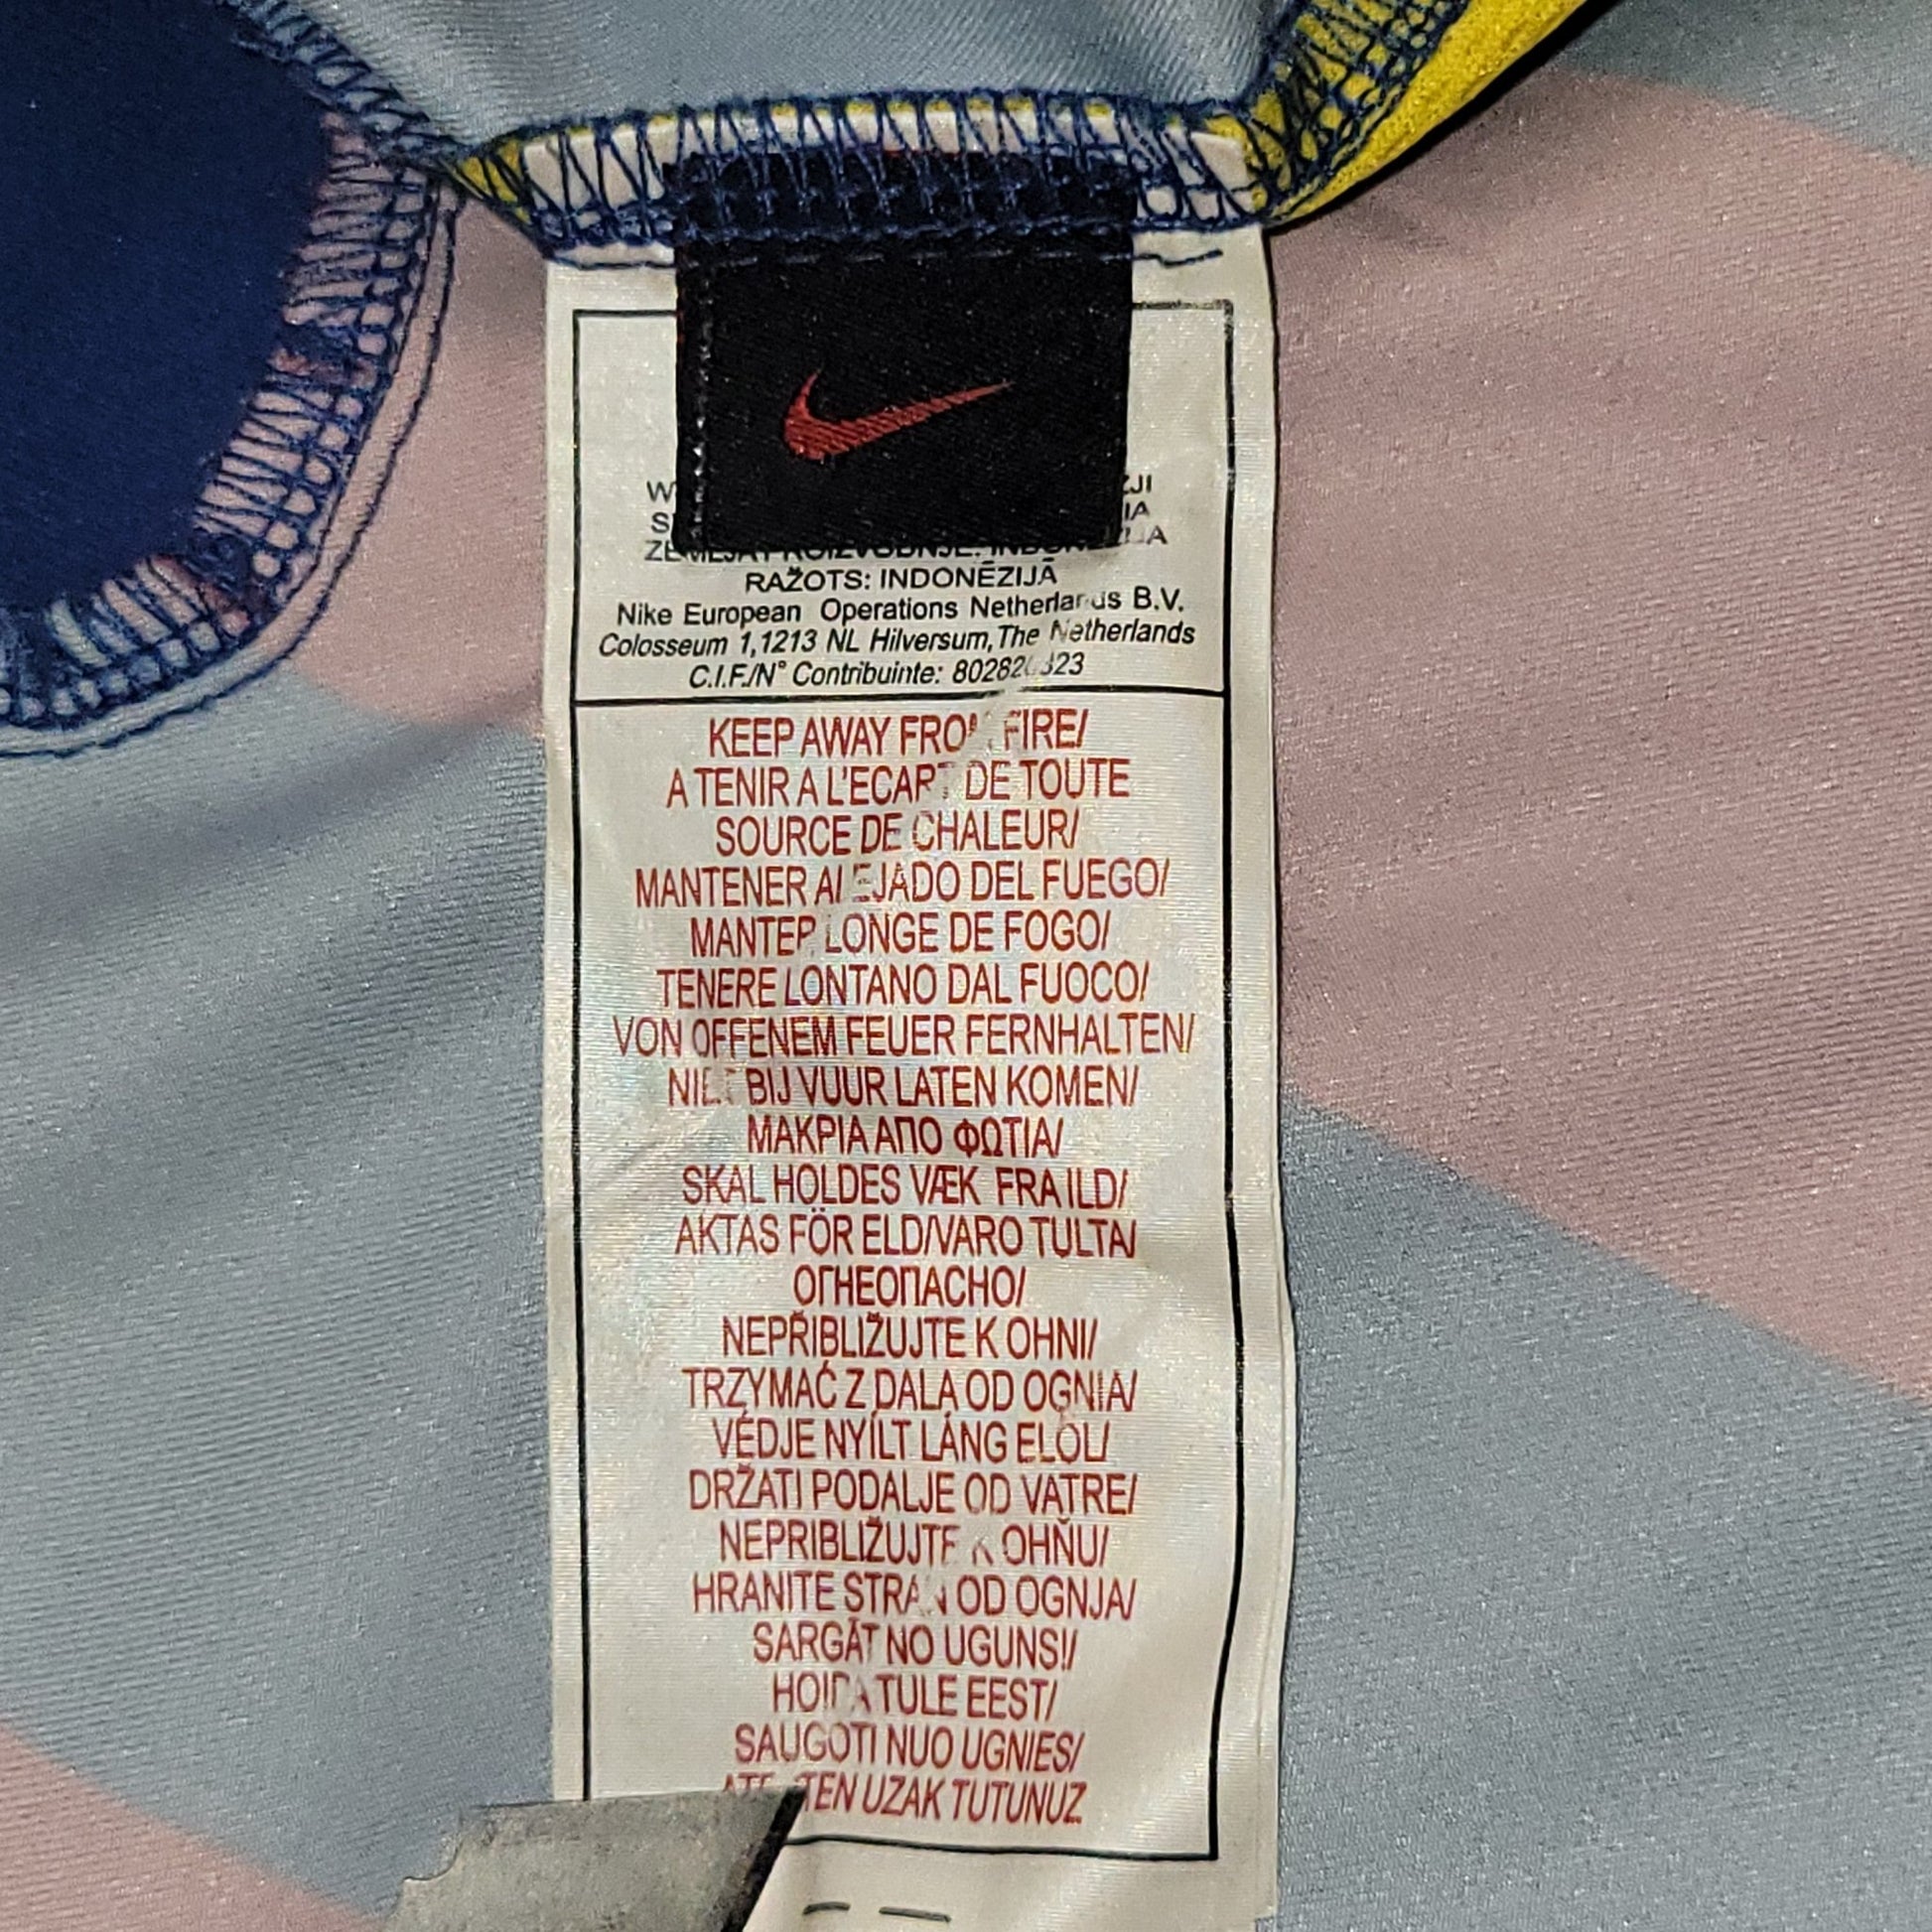 RAŽOTS: INDONĒZIJĀ
Nike European Operations Netherlands B.V.
Colosseum 1,1213 NL Hilversum,The Netherlands
C.I.F./N° Contribuinte:
KEEP AWAY FROM FIRE/
A TENIR A L'ECART DE TOUTE
SOURCE DE CHALEUR/
MANTENER ALEJADO DEL FUEGO/
MANTER LONGE DE FOGO/
TENERE LONTANO DAL FUOCO/
VON OFFENEM FEUER FERNHALTEN/
NIET BIJ VUUR LATEN KOMEN/
ΜΑΚΡΙΑ ΑΠΟ ΦΩΤΙΑ/
SKAL HOLDES VÆK FRA ILD/
AKTAS FÖR ELD/VARO TULTA/
ОГНЕОПАСНО/
NEPŘIBLIŽUJTE K OHNI/
TRZYMAĆ Z DALA OD OGNIA/
VÉDJE NYÍLT LÁNG ELÖL/
DRŽATI PODALJE OD VATRE/
NEPRIBLIŽUJTE K OHŇU/
HRANITE STRAN OD OGNJA/
SARGĀT NO UGUNS!/
HOIDA TULE EEST/
SAUGOTI NUO UGNIES/
UZAK TUTUNUZ